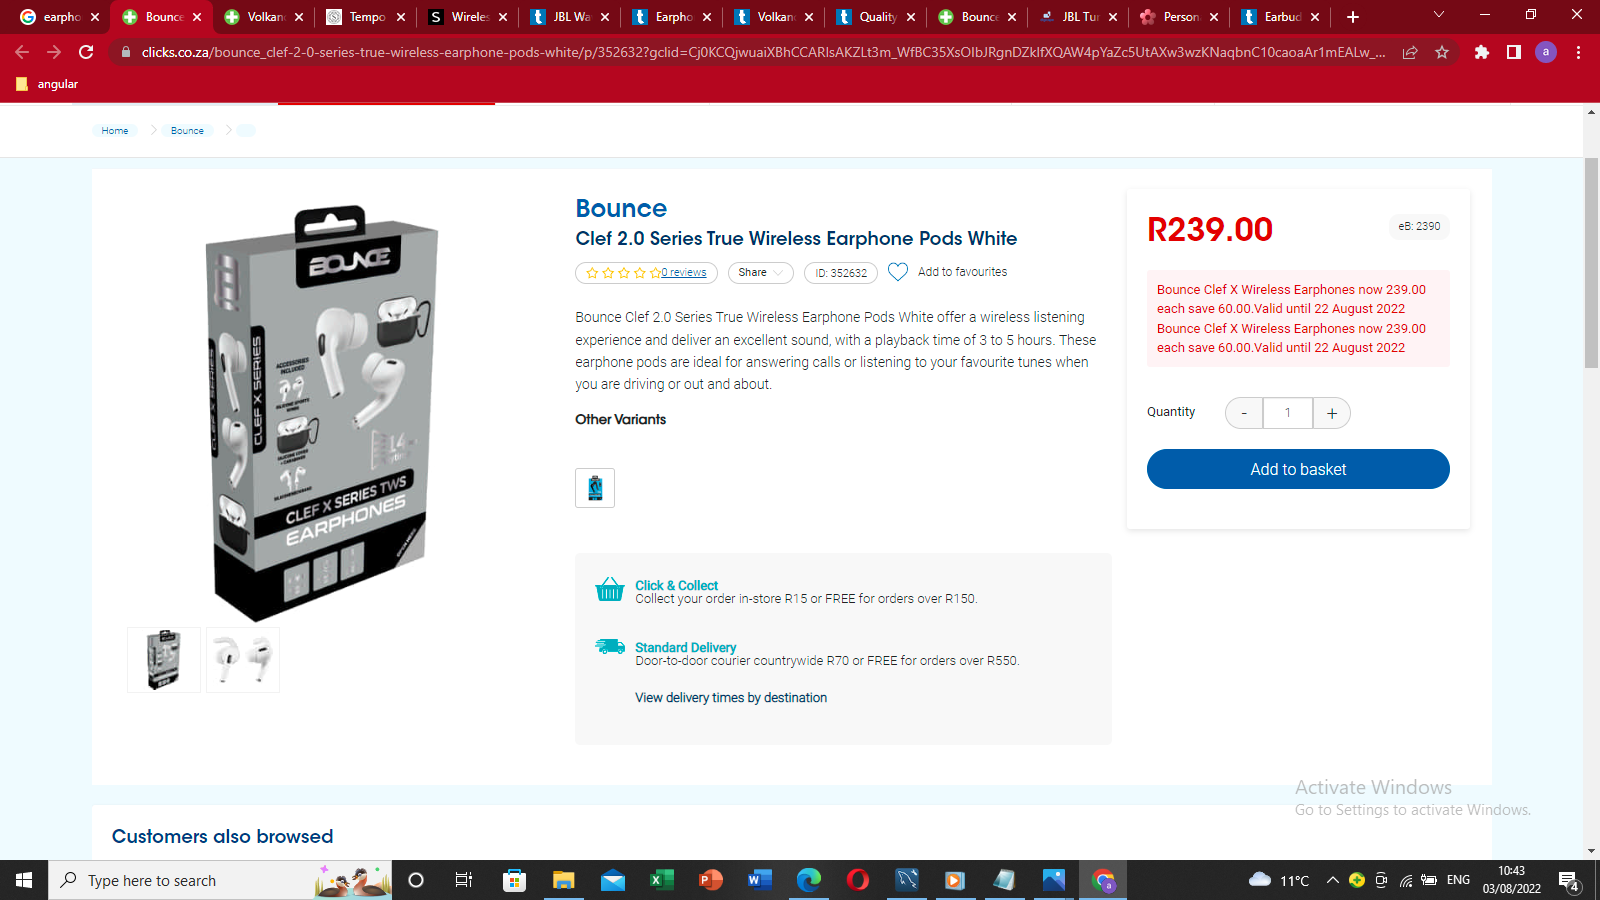 earpho
Bounce
Volkan
Tempo
Wireles
JBL Wa
Earpho
Volkan
Quality
Bounce
JBL Tur
Person
Earbud
clicks.co.za/bounce_clef-2-0-series-true-wireless-earphone-pods-white/p/352632?gclid=Cj0KCQjwuaiXBhCCARIsAKZLt3m_WfBC35XsOIbJRgnDZkIfXQAW4pYaZc5UtAXw3wzKNaqbnC10caoaAr1mEALw_...
a
angular
Home
Bounce
BOUNCE
CLEF X SERIES
CLEF X SERIES
ACCESSORIES
INCLUDED
CLEF X SERIES TWS
EARPHONES
Bounce
Clef 2.0 Series True Wireless Earphone Pods White
0 reviews
Share
ID: 352632
Add to favourites
Bounce Clef 2.0 Series True Wireless Earphone Pods White offer a wireless listening
experience and deliver an excellent sound, with a playback time of 3 to 5 hours. These
earphone pods are ideal for answering calls or listening to your favourite tunes when
you are driving or out and about.
Other Variants
Click & Collect
Collect your order in-store R15 or FREE for orders over R150.
Standard Delivery
Door-to-door courier countrywide R70 or FREE for orders over R550.
View delivery times by destination
R239.00
eB: 2390
Bounce Clef X Wireless Earphones now 239.00
each save 60.00.Valid until 22 August 2022
Bounce Clef X Wireless Earphones now 239.00
each save 60.00.Valid until 22 August 2022
Quantity
- 1 +
Add to basket
Activate Windows
Go to Settings to activate Windows.
Customers also browsed
Type here to search
11°C
ENG
10:43
03/08/2022
4